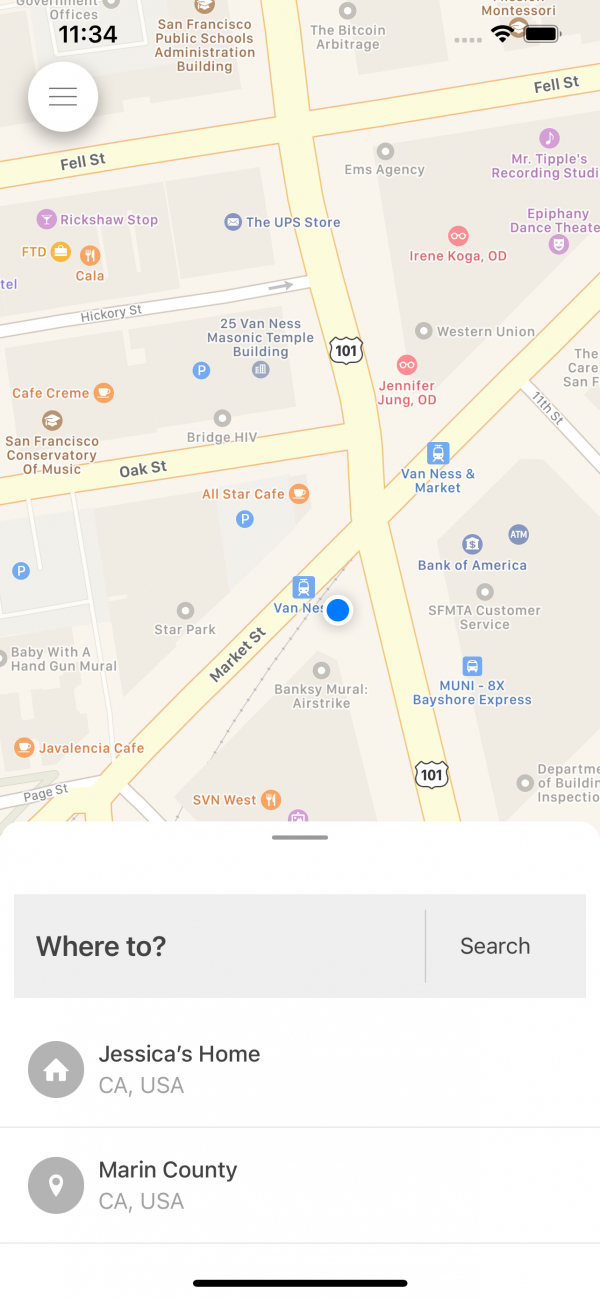 Government
Offices
11:34
San Francisco
Public Schools
Administration
Building
The Bitcoin
Arbitrage
Montessori
Fell St
Fell St
Ems Agency
Mr. Tipple's
Recording Studi
Rickshaw Stop
The UPS Store
Epiphany
Dance Theate
FTD
Cala
Irene Koga, OD
tel
Hickory St
25 Van Ness
Masonic Temple
Building
101
Western Union
P
The
Care
San F
Jennifer
Jung, OD
Cafe Creme
11th St
San Francisco
Conservatory
Of Music
Bridge HIV
Oak St
Van Ness &
Market
All Star Cafe
P
ATM
$
Bank of America
P
Van Nes
SFMTA Customer
Service
Star Park
Market St
Baby With A
Hand Gun Mural
Banksy Mural:
Airstrike
MUNI - 8X
Bayshore Express
Javalencia Cafe
101
Page St
SVN West
Departme
of Buildin
Inspectio
Where to?
Search
Jessica’s Home
CA, USA
Marin County
CA, USA